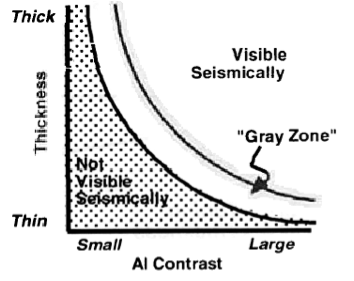 Thick
Visible
Seismically
"Gray Zone"
Thickness
Not
Visible
Seismically
Thin
Small
Large
AI Contrast